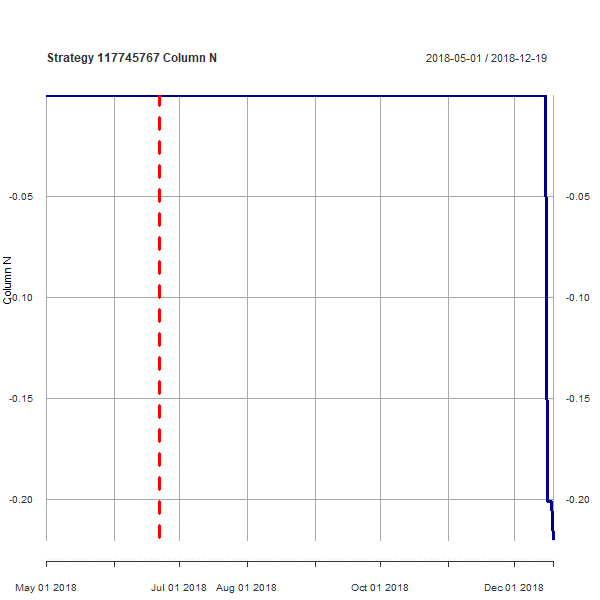 Strategy 117745767 Column N
2018-05-01 / 2018-12-19
-0.05
-0.05
Column N
-0.10
-0.10
-0.15
-0.15
-0.20
-0.20
May 01 2018
Jul 01 2018
Aug 01 2018
Oct 01 2018
Dec 01 2018